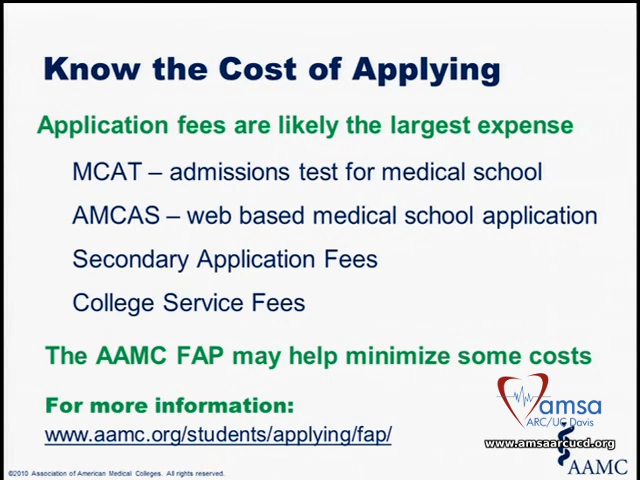 Know the Cost of Applying
Application fees are likely the largest expense
MCAT – admissions test for medical school
AMCAS – web based medical school application
Secondary Application Fees
College Service Fees
The AAMC FAP may help minimize some costs
For more information:
www.aamc.org/students/applying/fap/
amsa
ARC/UC Davis
www.amsaarcucd.org
AAMC
©2010 Association of American Medical Colleges. All rights reserved.